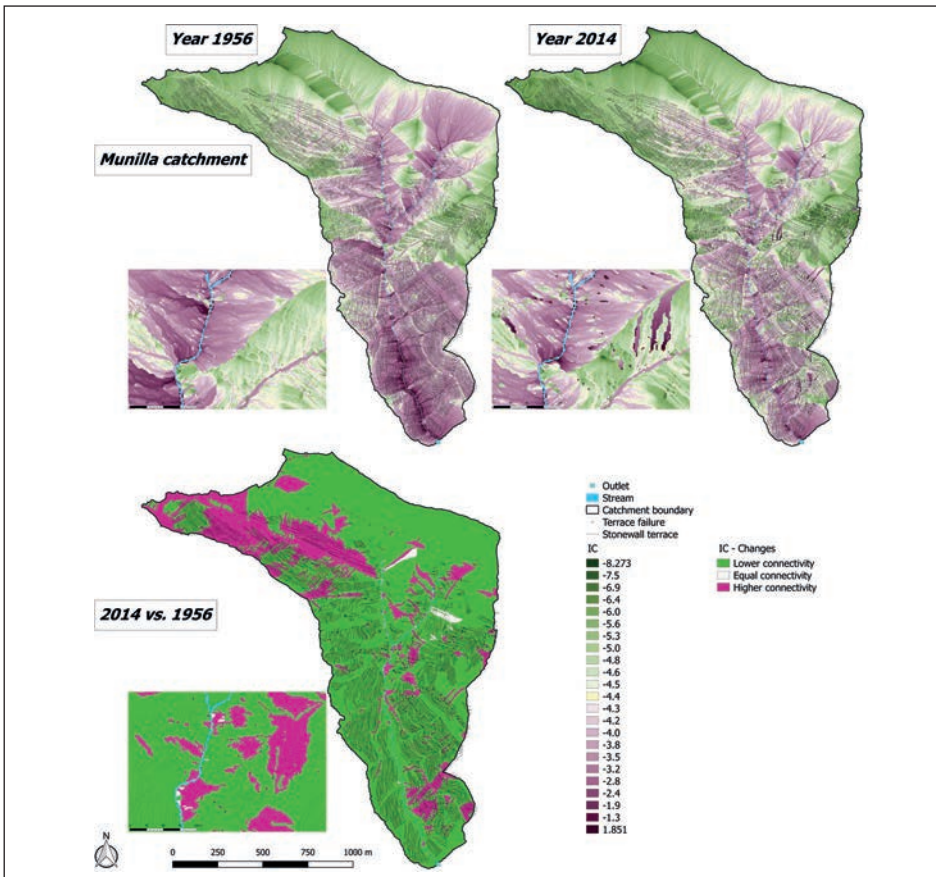 Year 1956
Year 2014
Munilla catchment
2014 vs. 1956
Outlet
Stream
Catchment boundary
Terrace failure
Stonewall terrace
IC
-8.273
-7.5
-6.9
-6.4
-6.0
-5.6
-5.3
-5.0
-4.8
-4.6
-4.5
-4.4
-4.3
-4.2
-4.0
-3.8
-3.5
-3.2
-2.8
-2.4
-1.9
-1.3
1.851
IC - Changes
Lower connectivity
Equal connectivity
Higher connectivity
N
0 250 500 750 1000 m